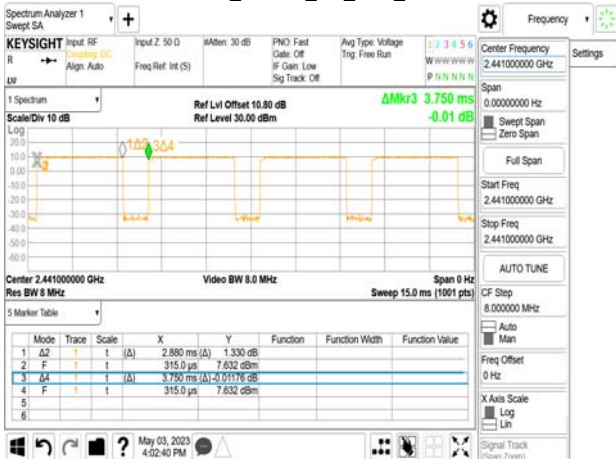 Spectrum Analyzer 1
Swept SA
+
Frequency
KEYSIGHT Input: RF Input Z: 50 Ω #Atten: 30 dB PNO: Fast Avg Type: Voltage 1 2 3 4 5 6
R Coupling: DC Gate: Off Trig: Free Run W W W W W W
Align: Auto Freq Ref: Int (S) IF Gain: Low
Sig Track: Off P N N N N N
LXI
Center Frequency
2.441000000 GHz
Settings
1 Spectrum Ref Lvl Offset 10.80 dB ΔMkr3 3.750 ms
Scale/Div 10 dB Ref Level 30.00 dBm -0.01 dB
Log
20.0
10.0
0.00
-10.0
-20.0
-30.0
-40.0
-50.0
-60.0
1Δ2 3Δ4
Center 2.441000000 GHz Video BW 8.0 MHz Span 0 Hz
Res BW 8 MHz Sweep 15.0 ms (1001 pts)
Span
0.00000000 Hz
Swept Span
Zero Span
Full Span
Start Freq
2.441000000 GHz
Stop Freq
2.441000000 GHz
AUTO TUNE
CF Step
8.000000 MHz
Auto
Man
Freq Offset
0 Hz
X Axis Scale
Log
Lin
Signal Track
(Span Zoom)
5 Marker Table
Mode Trace Scale X Y Function Function Width Function Value
1 Δ2 1 t (Δ) 2.880 ms (Δ) 1.330 dB
2 F 1 t 315.0 µs 7.632 dBm
3 Δ4 1 t (Δ) 3.750 ms (Δ) -0.01176 dB
4 F 1 t 315.0 µs 7.632 dBm
5
6
? May 03, 2023
4:02:40 PM